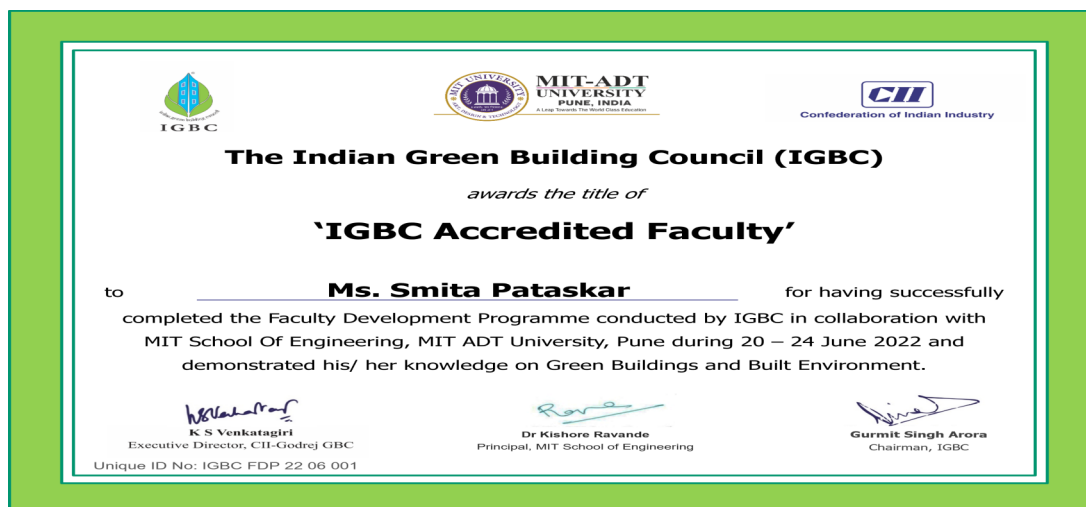 IGBC
MIT UNIVERSITY
MIT-ADT
UNIVERSITY
PUNE, INDIA
A Leap Towards The World Class Education
CII
Confederation of Indian Industry
The Indian Green Building Council (IGBC)
awards the title of
‘IGBC Accredited Faculty’
to Ms. Smita Pataskar for having successfully
completed the Faculty Development Programme conducted by IGBC in collaboration with
MIT School Of Engineering, MIT ADT University, Pune during 20 – 24 June 2022 and
demonstrated his/ her knowledge on Green Buildings and Built Environment.
K S Venkatagiri
Executive Director, CII-Godrej GBC
Dr Kishore Ravande
Principal, MIT School of Engineering
Gurmit Singh Arora
Chairman, IGBC
Unique ID No: IGBC FDP 22 06 001